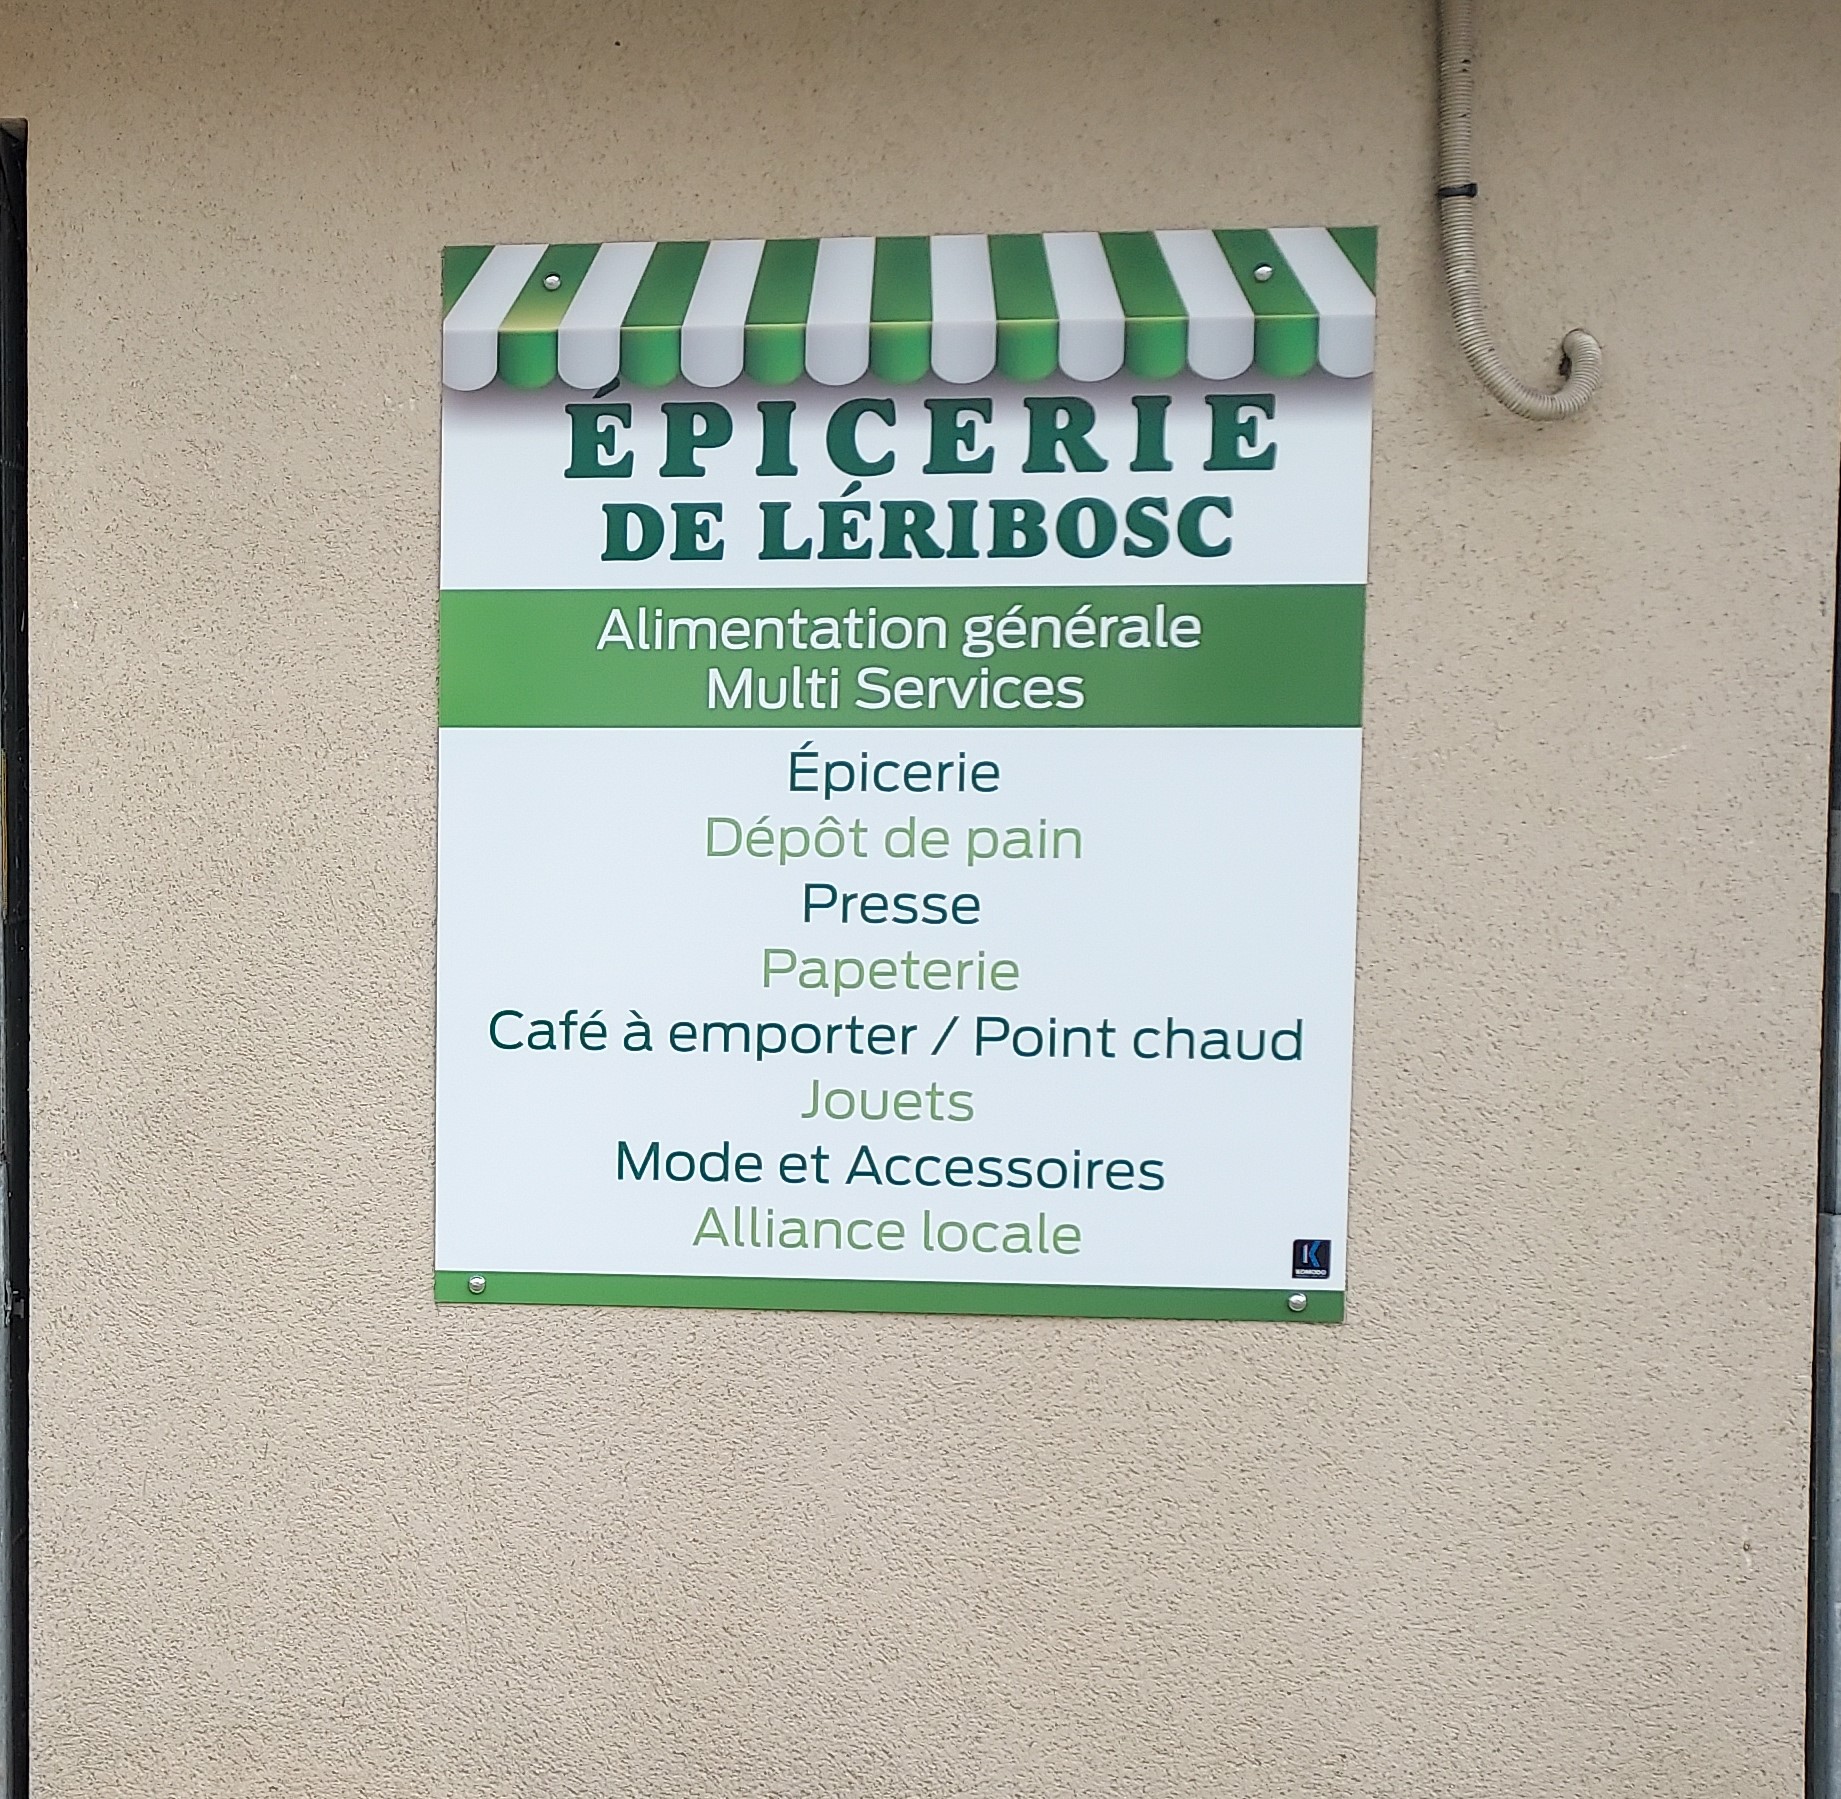 ÉPICERIE
DE LÉRIBOSC
Alimentation générale
Multi Services
Épicerie
Dépôt de pain
Presse
Papeterie
Café à emporter / Point chaud
Jouets
Mode et Accessoires
Alliance locale
K
KOMODO